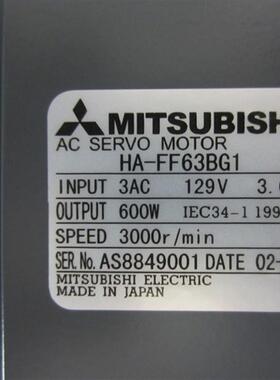 MITSUBISH
AC SERVO MOTOR
HA-FF63BG1
INPUT 3AC 129V 3.
OUTPUT 600W IEC34-1 199
SPEED 3000r/min
SER.No.AS8849001 DATE 02-
MITSUBISHI ELECTRIC
MADE IN JAPAN